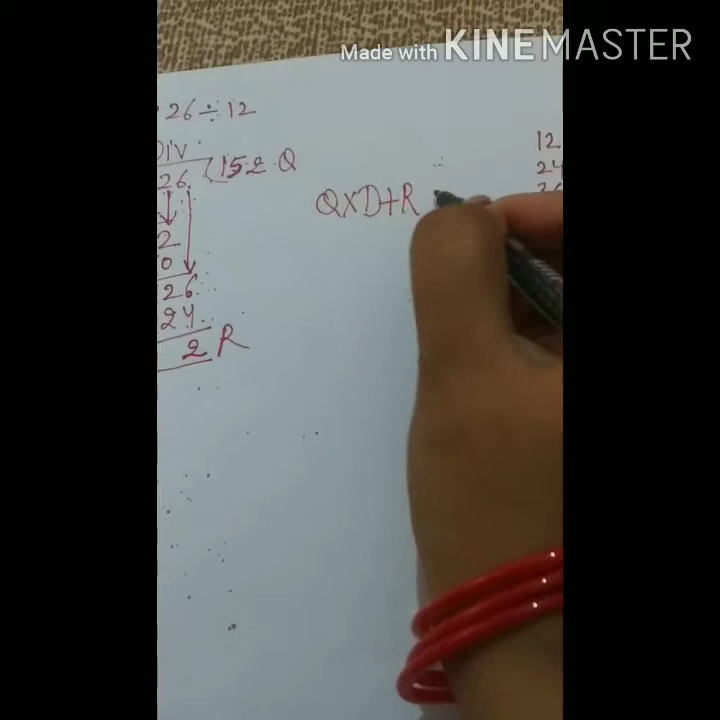 Made with KINEMASTER
26 ÷ 12
DIV
26 (152 Q
12
24
Q×D+R
2
0
26
24
2 R